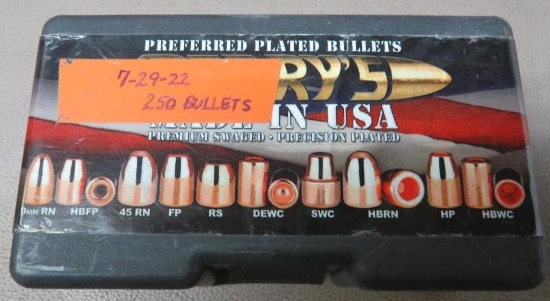 PREFERRED PLATED BULLETS
RY'S
7-29-22
250 BULLETS
IN USA
PREMIUM SWAGED • PRECISION PLATED
9MM RN HBFP 45 RN FP RS DEWC SWC HBRN HP HBWC